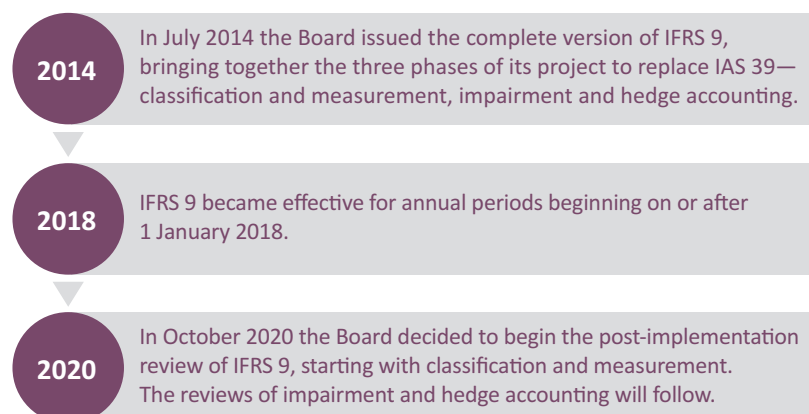 2014
In July 2014 the Board issued the complete version of IFRS 9,
bringing together the three phases of its project to replace IAS 39—
classification and measurement, impairment and hedge accounting.
2018
IFRS 9 became effective for annual periods beginning on or after
1 January 2018.
2020
In October 2020 the Board decided to begin the post-implementation
review of IFRS 9, starting with classification and measurement.
The reviews of impairment and hedge accounting will follow.